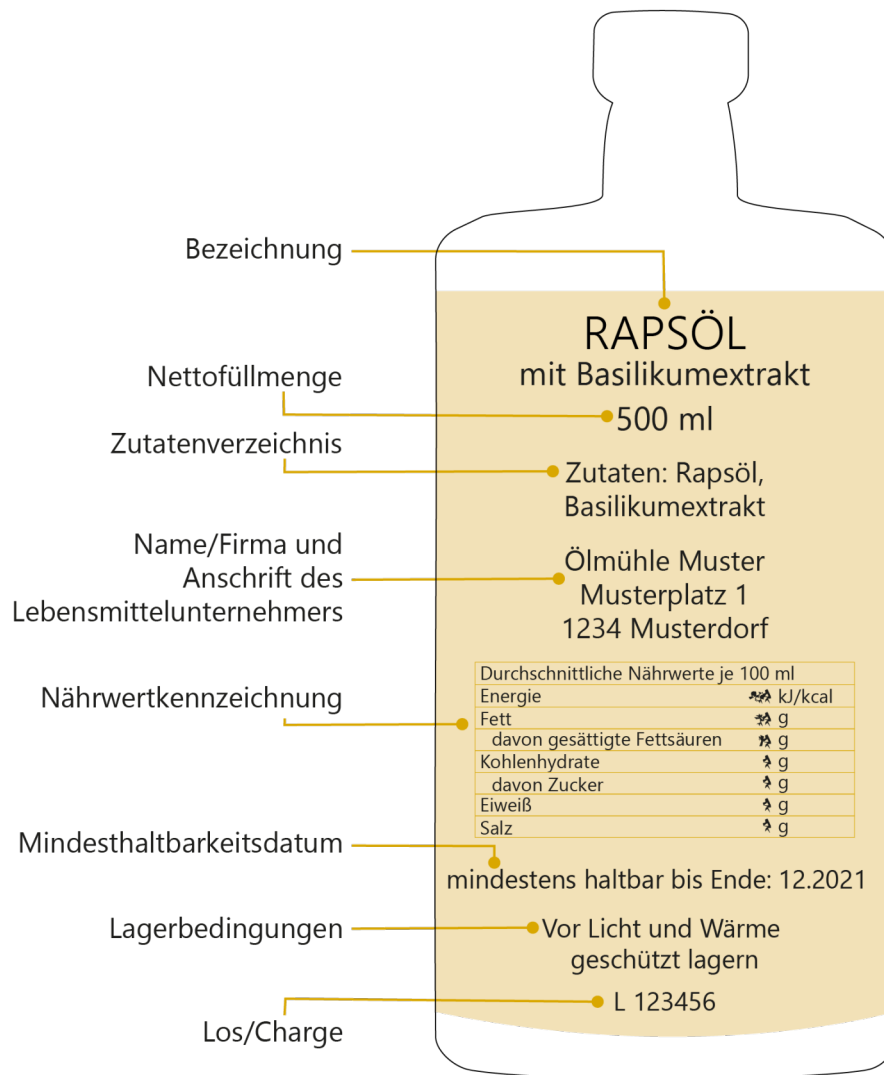 Bezeichnung
RAPSÖL
mit Basilikumextrakt
Nettofüllmenge
500 ml
Zutatenverzeichnis
Zutaten: Rapsöl,
Basilikumextrakt
Name/Firma und
Anschrift des
Lebensmittelunternehmers
Ölmühle Muster
Musterplatz 1
1234 Musterdorf
Nährwertkennzeichnung
Durchschnittliche Nährwerte je 100 ml
Energie kJ/kcal
Fett g
davon gesättigte Fettsäuren g
Kohlenhydrate g
davon Zucker g
Eiweiß g
Salz g
Mindesthaltbarkeitsdatum
mindestens haltbar bis Ende: 12.2021
Lagerbedingungen
Vor Licht und Wärme
geschützt lagern
Los/Charge
L 123456